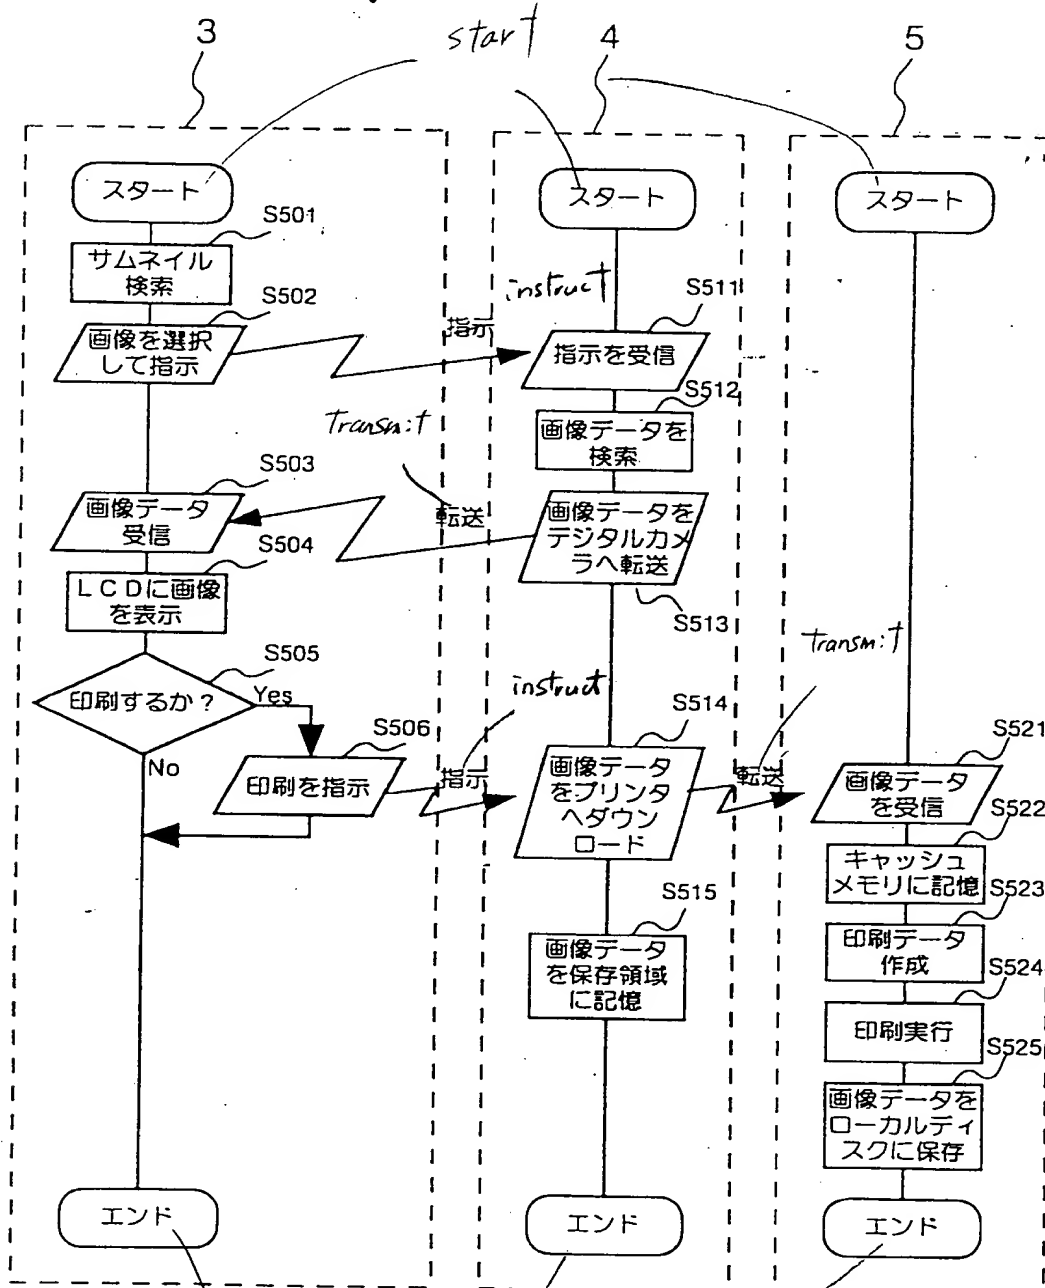 start
3
4
5
スタート
S501
サムネイル
検索
S502
画像を選択
して指示
指示
transmit
転送
S503
画像データ
受信
S504
LCDに画像
を表示
S505
印刷するか?
Yes
No
S506
印刷を指示
instruct
指示
スタート
instruct
S511
指示を受信
S512
画像データを
検索
画像データを
デジタルカメ
ラへ転送
S513
S514
画像データ
をプリンタ
へダウン
ロード
transmit
転送
S515
画像データ
を保存領域
に記憶
スタート
S521
画像データ
を受信
S522
キャッシュ
メモリに記憶
S523
印刷データ
作成
S524
印刷実行
S525
画像データを
ローカルディ
スクに保存
エンド
エンド
エンド